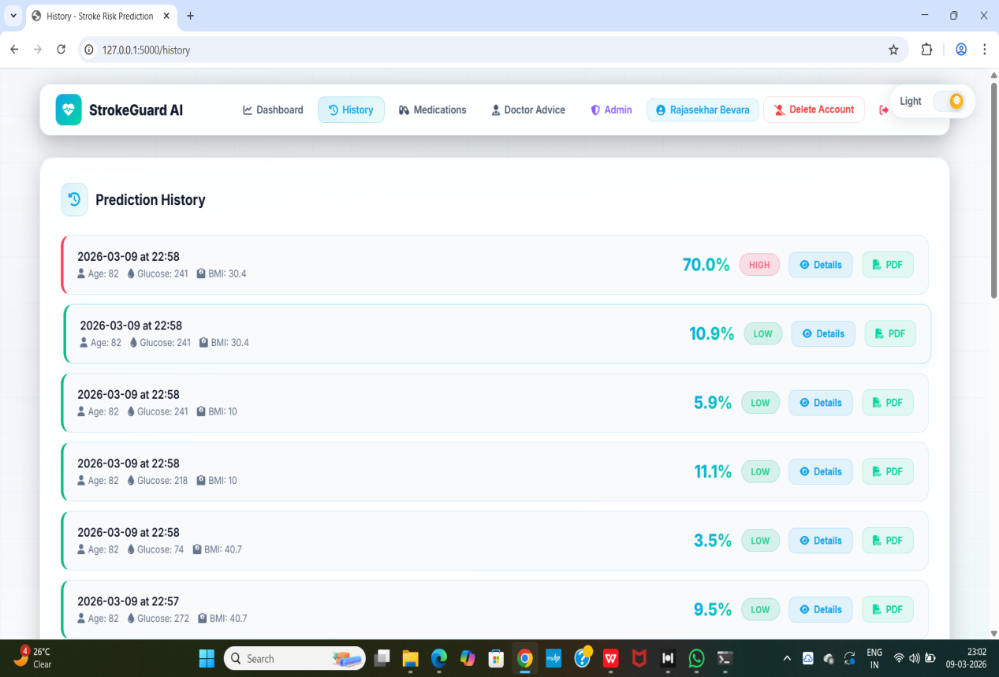 History - Stroke Risk Prediction
127.0.0.1:5000/history
StrokeGuard AI
Dashboard
History
Medications
Doctor Advice
Admin
Rajasekhar Bevara
Delete Account
Light
Prediction History
2026-03-09 at 22:58
Age: 82 Glucose: 241 BMI: 30.4
70.0% HIGH Details PDF
2026-03-09 at 22:58
Age: 82 Glucose: 241 BMI: 30.4
10.9% LOW Details PDF
2026-03-09 at 22:58
Age: 82 Glucose: 241 BMI: 10
5.9% LOW Details PDF
2026-03-09 at 22:58
Age: 82 Glucose: 218 BMI: 10
11.1% LOW Details PDF
2026-03-09 at 22:58
Age: 82 Glucose: 74 BMI: 40.7
3.5% LOW Details PDF
2026-03-09 at 22:57
Age: 82 Glucose: 272 BMI: 40.7
9.5% LOW Details PDF
4
26°C
Clear
Search
myhp
ENG
IN
23:02
09-03-2026